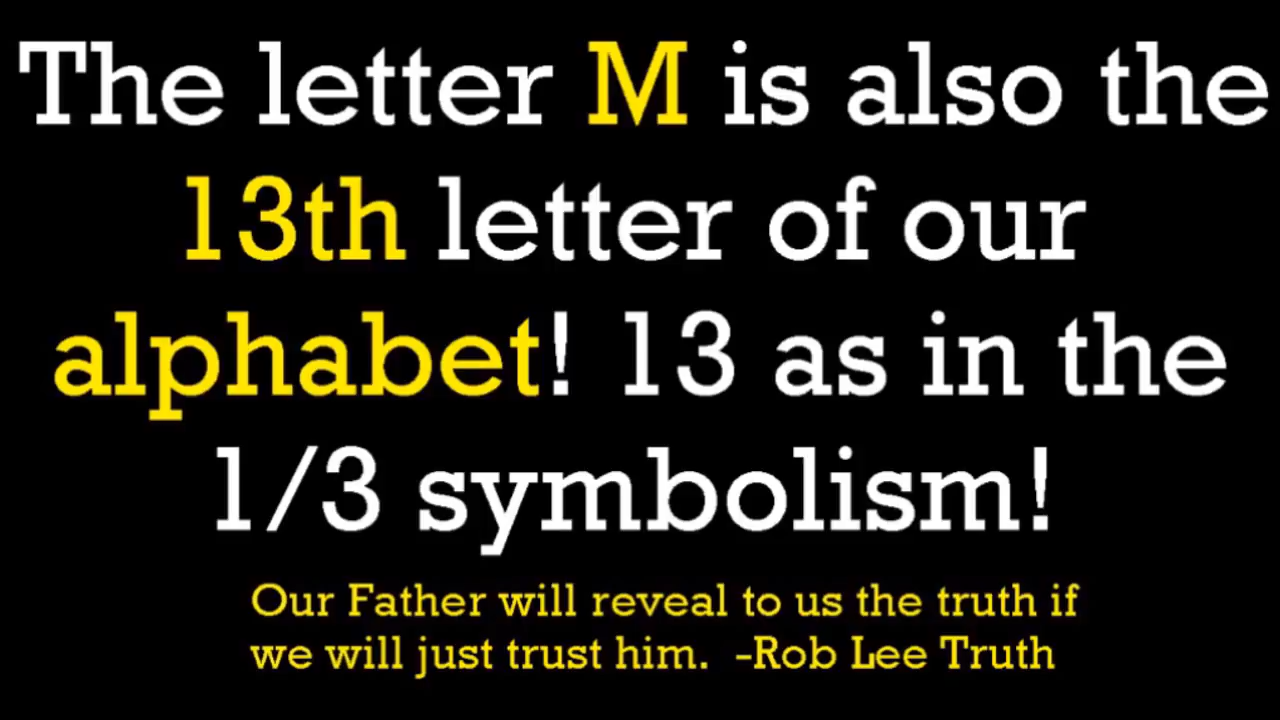 The letter M is also the
13th letter of our
alphabet! 13 as in the
1/3 symbolism!
Our Father will reveal to us the truth if
we will just trust him. -Rob Lee Truth